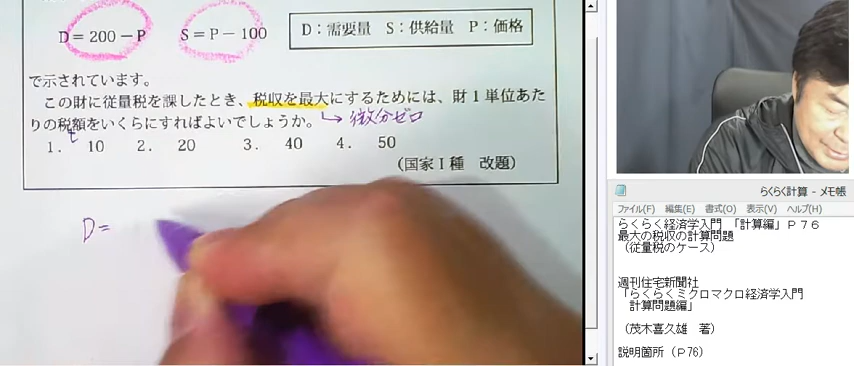 D=200－P　S=P－100　D：需要量　S：供給量　P：価格
で示されています。
この財に従量税を課したとき、税収を最大にするためには、財１単位あた
りの税額をいくらにすればよいでしょうか。→微分ゼロ
t
1.　10　2.　20　3.　40　4.　50
（国家Ⅰ種　改題）
D=
らくらく計算 - メモ帳
ファイル(F)　編集(E)　書式(O)　表示(V)　ヘルプ(H)
らくらく経済学入門　「計算編」Ｐ７６
最大の税収の計算問題
（従量税のケース）
週刊住宅新聞社
「らくらくミクロマクロ経済学入門
計算問題編」
（茂木喜久雄　著）
説明箇所（Ｐ76）